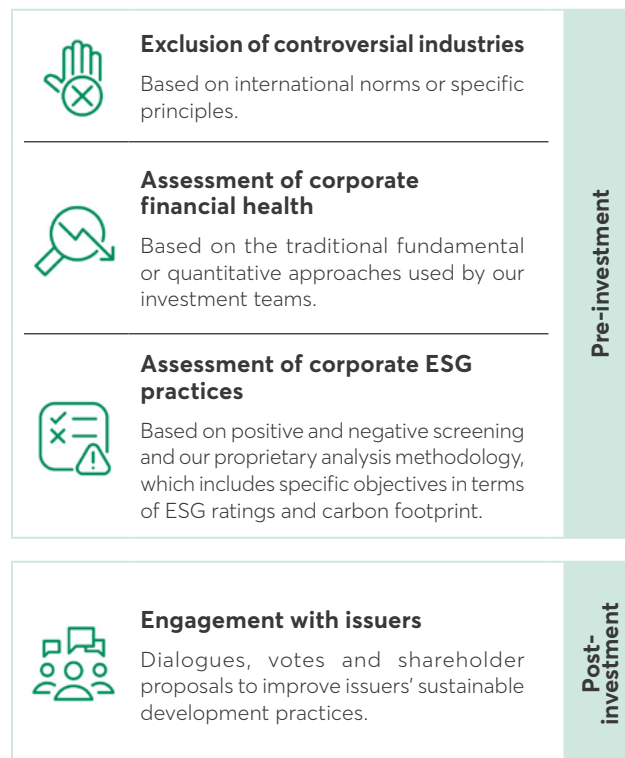 Exclusion of controversial industries
Based on international norms or specific
principles.
Assessment of corporate
financial health
Based on the traditional fundamental
or quantitative approaches used by our
investment teams.
Assessment of corporate ESG
practices
Based on positive and negative screening
and our proprietary analysis methodology,
which includes specific objectives in terms
of ESG ratings and carbon footprint.
Pre-investment
Engagement with issuers
Dialogues, votes and shareholder
proposals to improve issuers’ sustainable
development practices.
Post-
investment